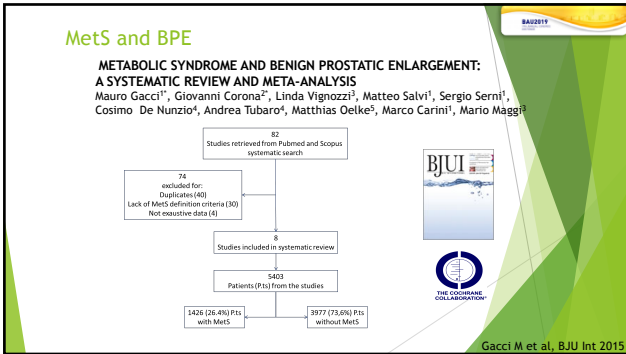 BAU2019
MetS and BPE
METABOLIC SYNDROME AND BENIGN PROSTATIC ENLARGEMENT:
A SYSTEMATIC REVIEW AND META-ANALYSIS
Mauro Gacci1*, Giovanni Corona2*, Linda Vignozzi3, Matteo Salvi1, Sergio Serni1,
Cosimo De Nunzio4, Andrea Tubaro4, Matthias Oelke5, Marco Carini1, Mario Maggi3
82
Studies retrieved from Pubmed and Scopus
systematic search
74
excluded for:
Duplicates (40)
Lack of MetS definition criteria (30)
Not exaustive data (4)
8
Studies included in systematic review
5403
Patients (P.ts) from the studies
1426 (26.4%) P.ts
with MetS
3977 (73,6%) P.ts
without MetS
BJUI
THE COCHRANE
COLLABORATION®
Gacci M et al, BJU Int 2015